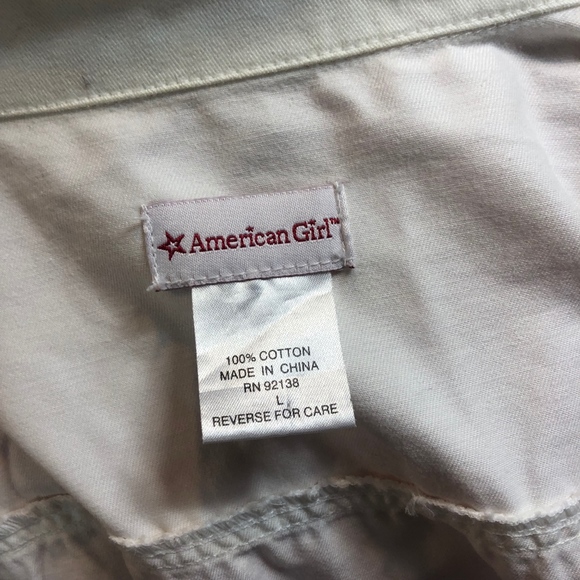 American Girl™
100% COTTON
MADE IN CHINA
RN 92138
L
REVERSE FOR CARE